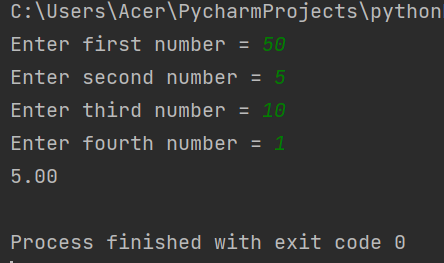 C:\Users\Acer\PycharmProjects\python
Enter first number = 50
Enter second number = 5
Enter third number = 10
Enter fourth number = 1
5.00
Process finished with exit code 0